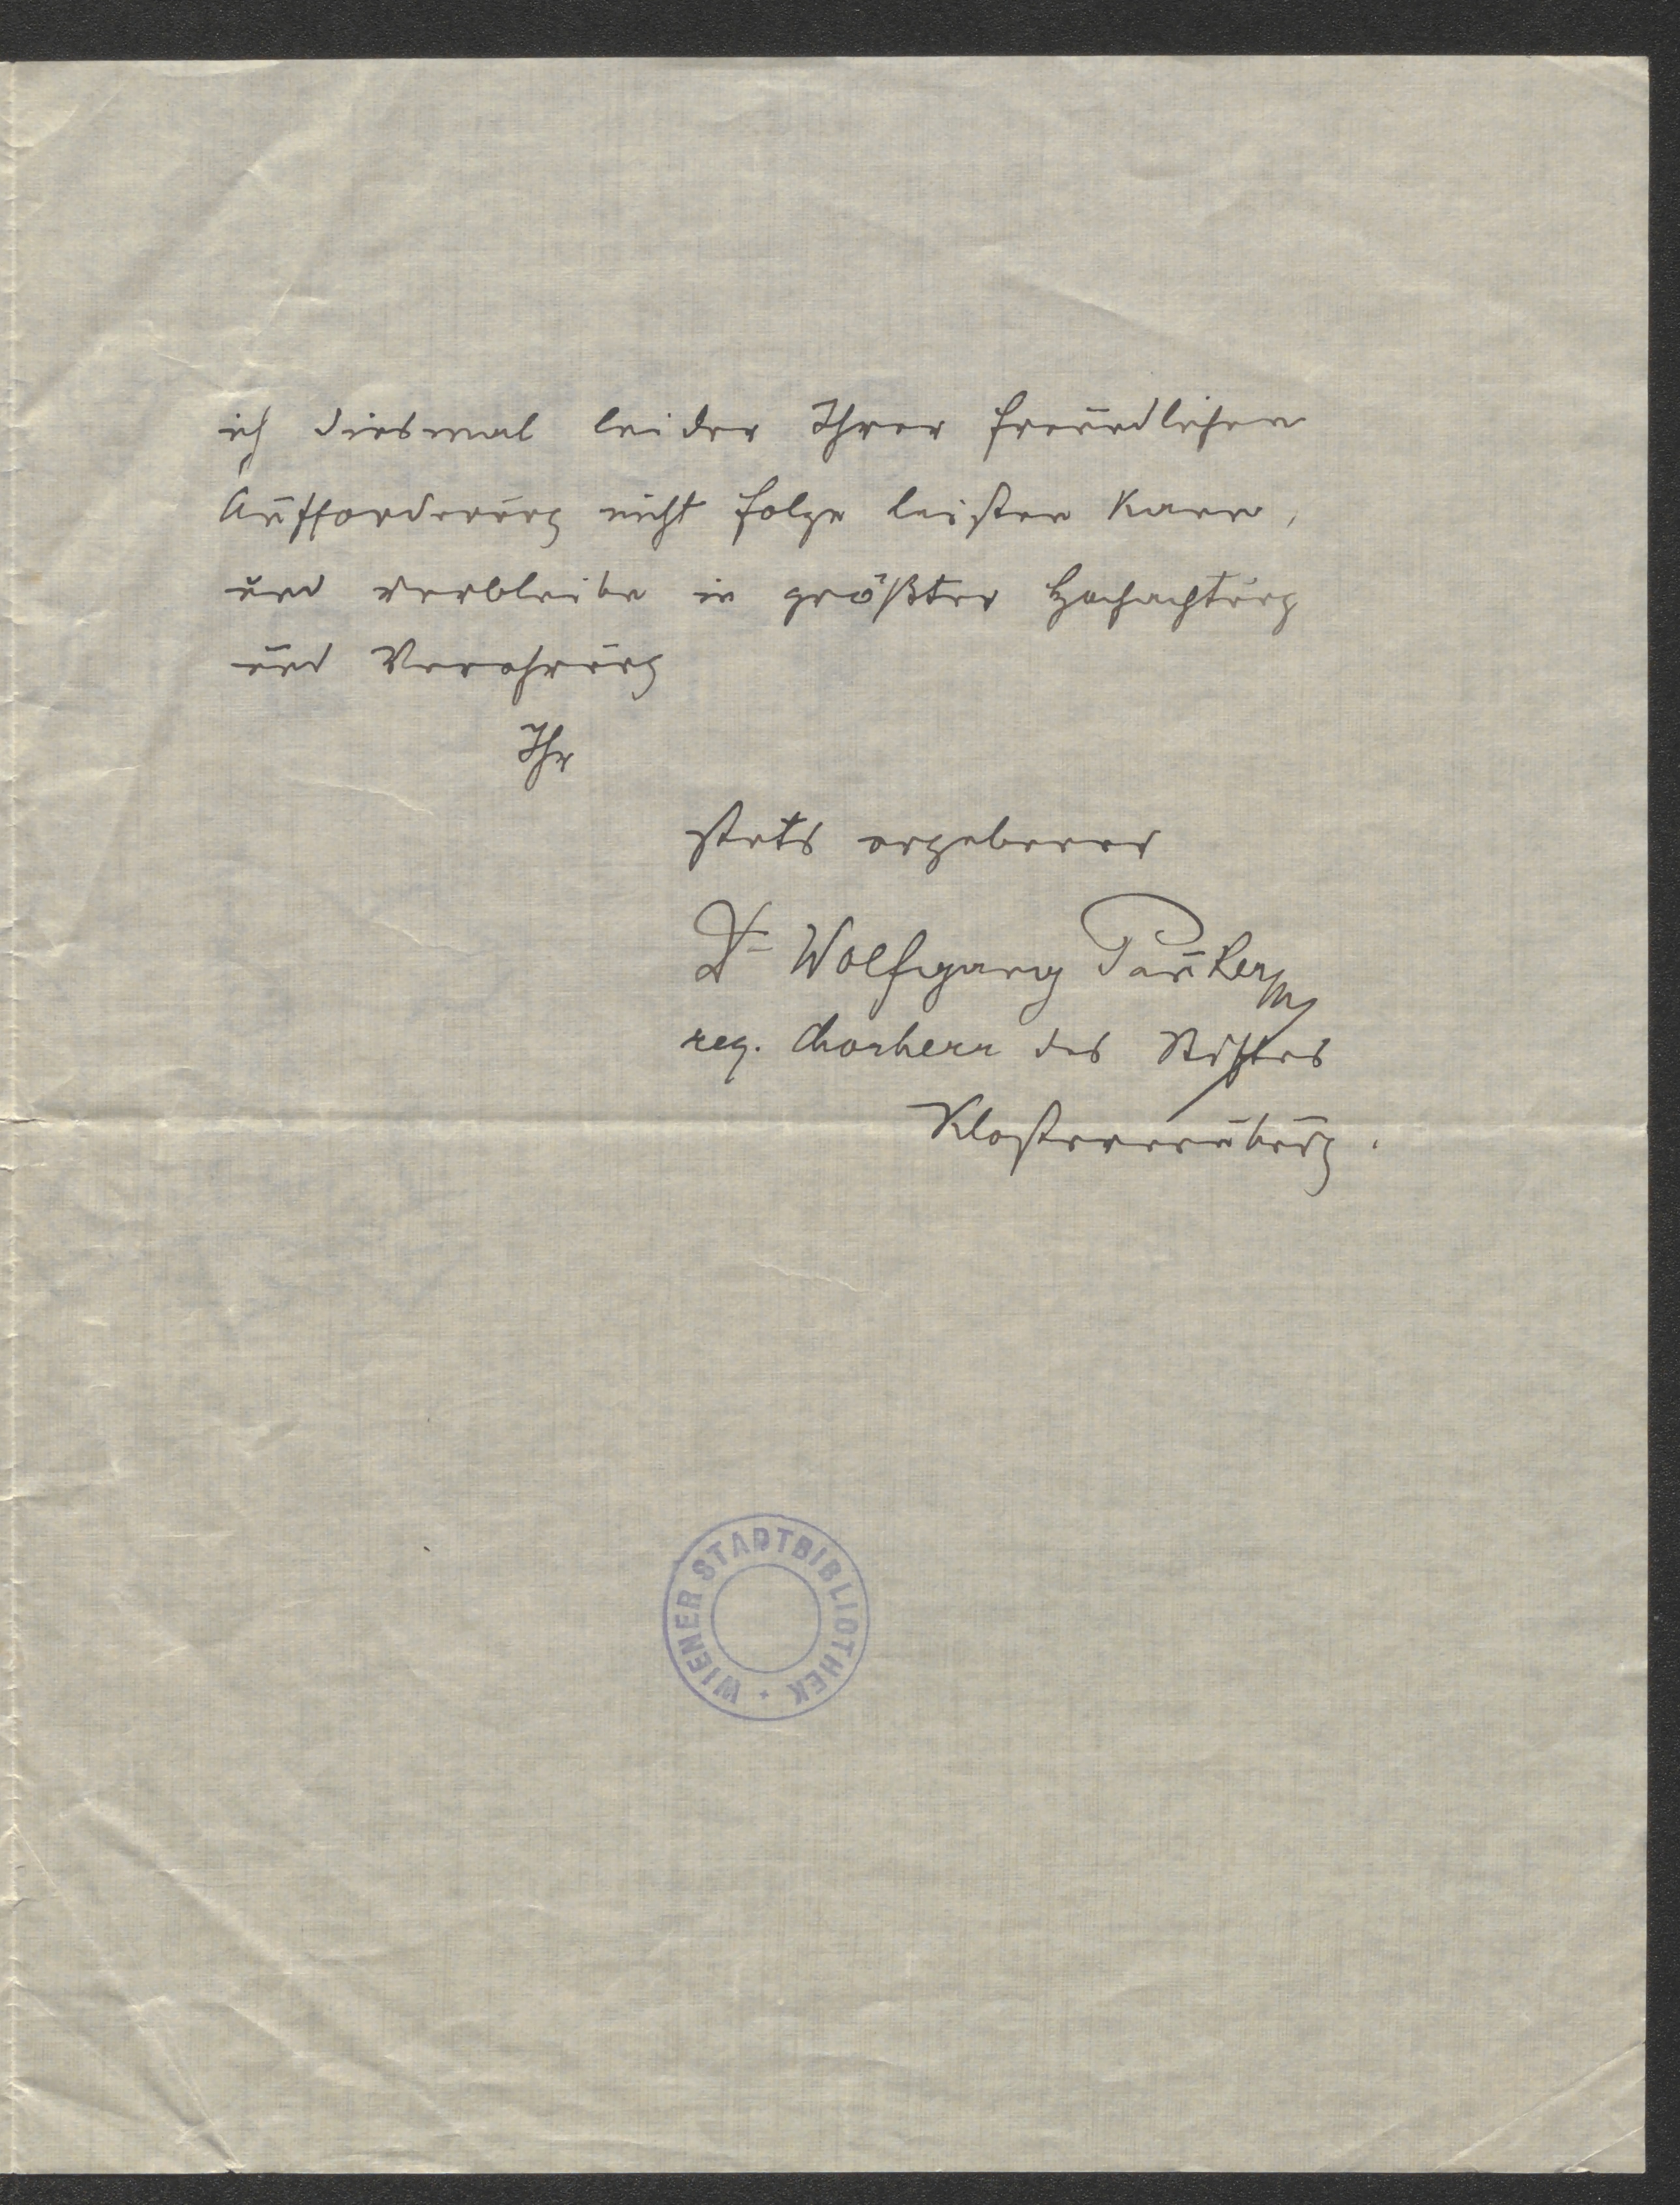 ich diesmal leider Ihrer freundlichen
Aufforderung nicht folge leisten kann,
und verbleibe in größter Hochachtung
und Verehrung
Ihr
stets ergebener
Dr Wolfgang Pauker
reg. Chorherr des Stiftes
Klosterneuburg.
WIENER STADTBIBLIOTHEK